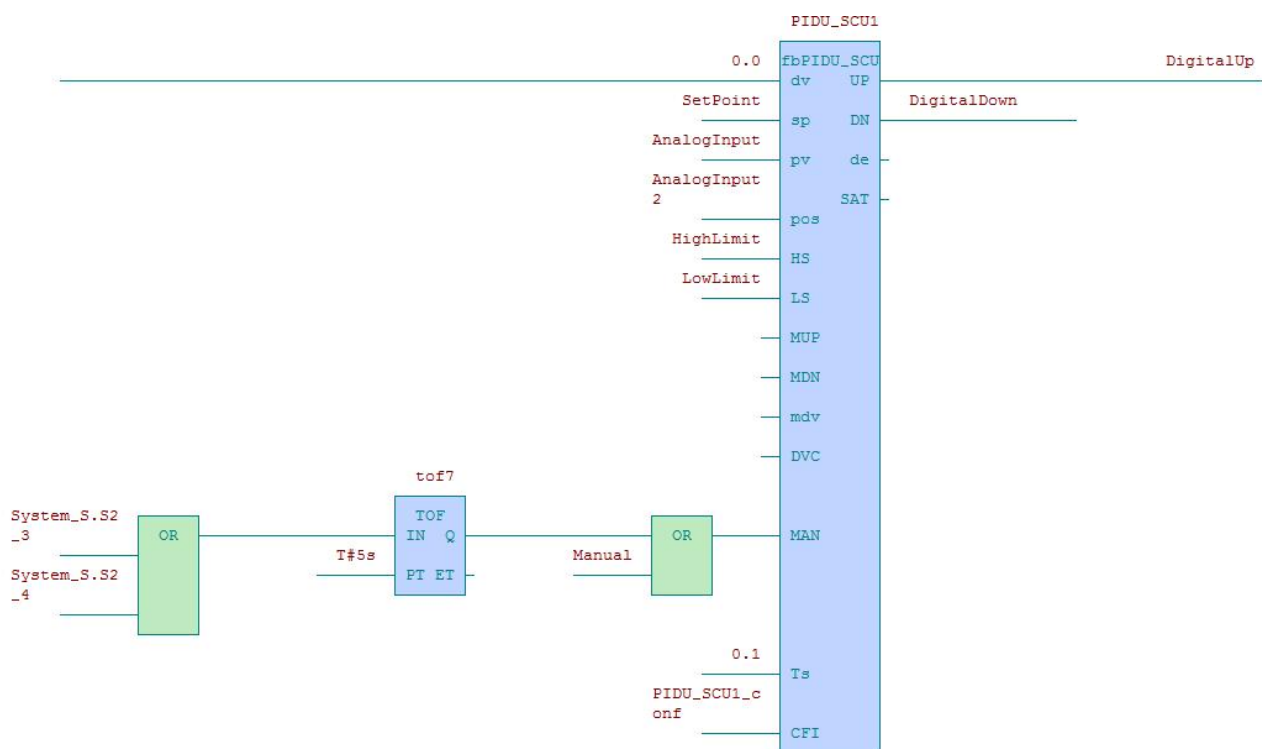 PIDU_SCU1
0.0 fbPIDU_SCU DigitalUp
dv UP
SetPoint DigitalDown
sp DN
AnalogInput
pv de
AnalogInput
2 SAT
pos
HighLimit
HS
LowLimit
LS
MUP
MDN
mdv
DVC
tof7
System_S.S2 TOF
_3 OR IN Q OR MAN
T#5s Manual
System_S.S2 PT ET
_4
0.1
Ts
PIDU_SCU1_c
onf
CFI